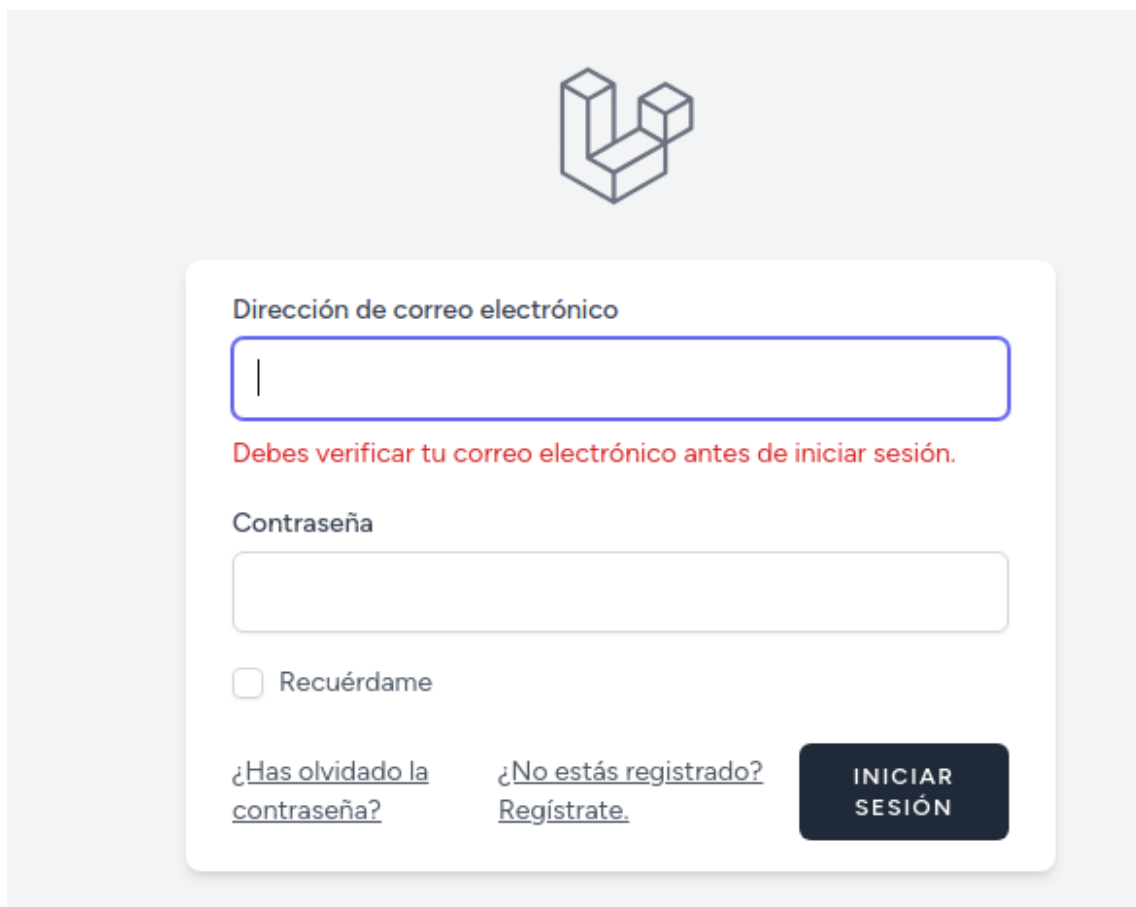 Dirección de correo electrónico
Debes verificar tu correo electrónico antes de iniciar sesión.
Contraseña
Recuérdame
¿Has olvidado la
contraseña?
¿No estás registrado?
Regístrate.
INICIAR
SESIÓN